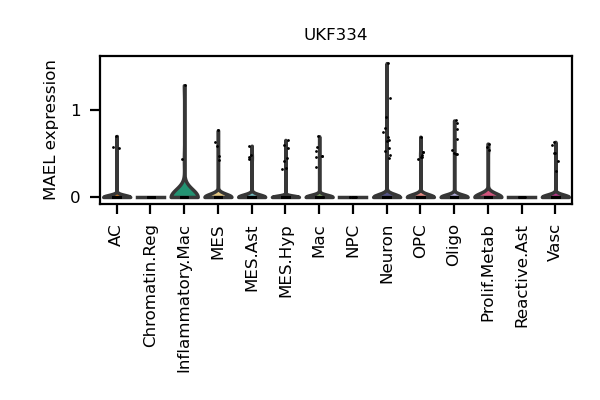 UKF334
MAEL expression
1
0
AC
Chromatin.Reg
Inflammatory.Mac
MES
MES.Ast
MES.Hyp
Mac
NPC
Neuron
OPC
Oligo
Prolif.Metab
Reactive.Ast
Vasc